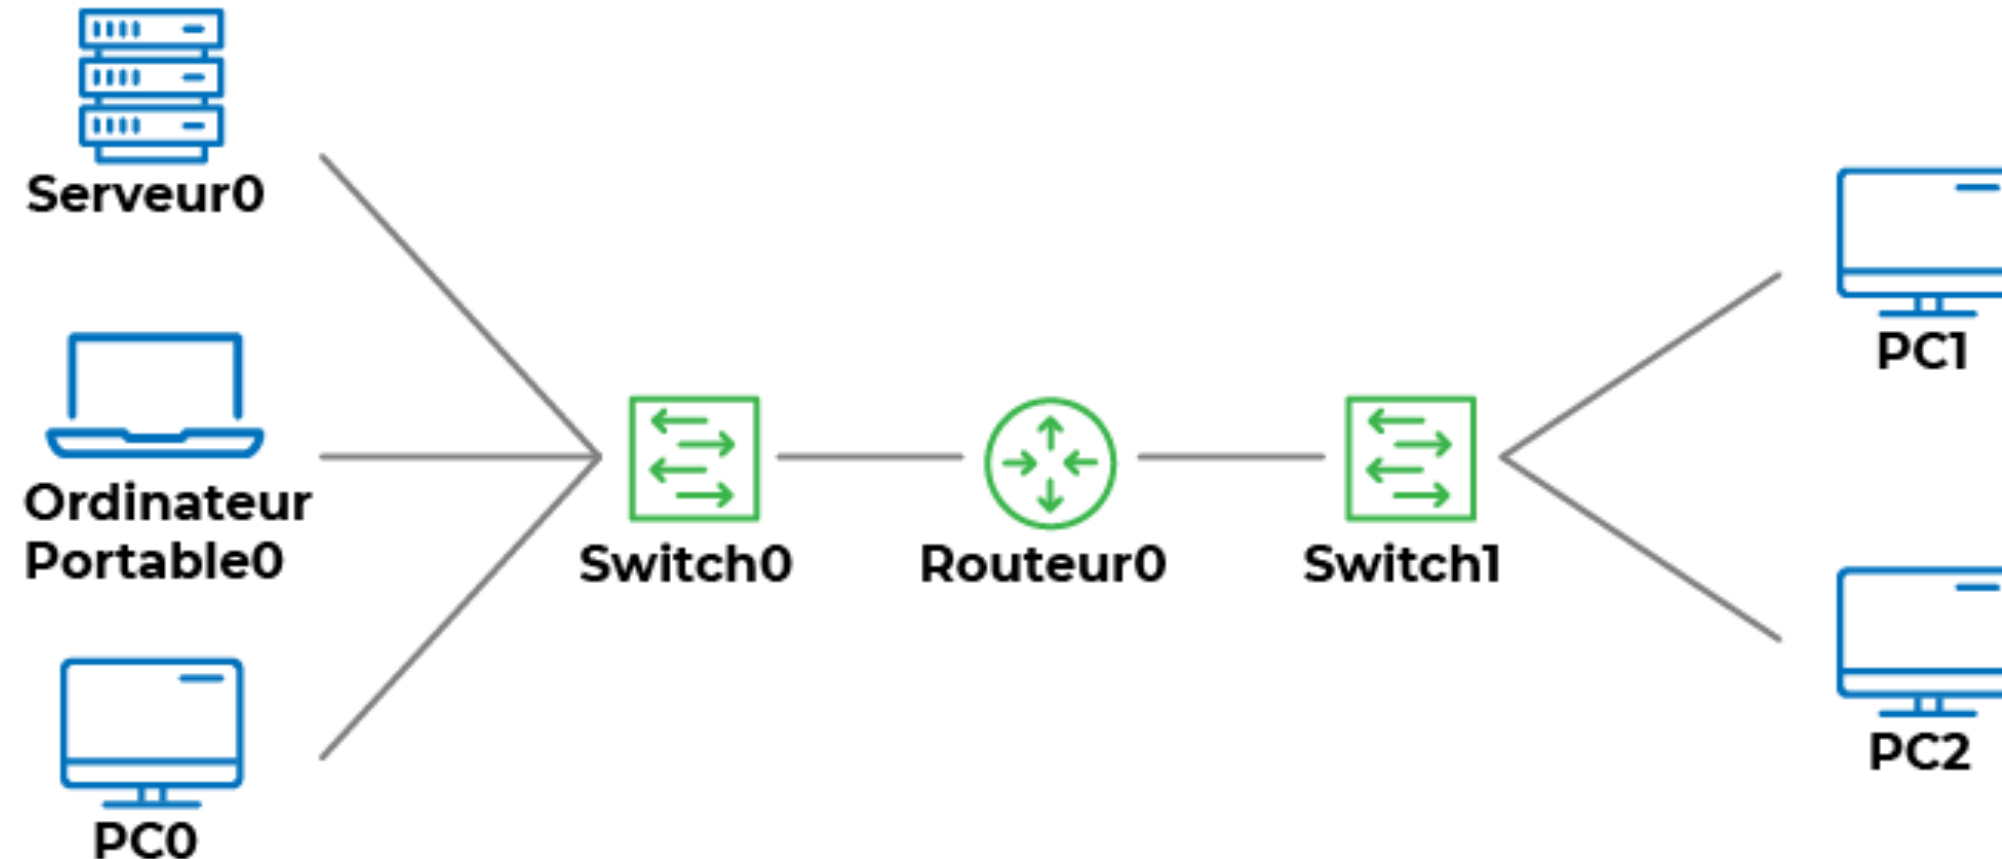 Serveur0
Ordinateur
Portable0
PC0
Switch0
Routeur0
Switch1
PC1
PC2